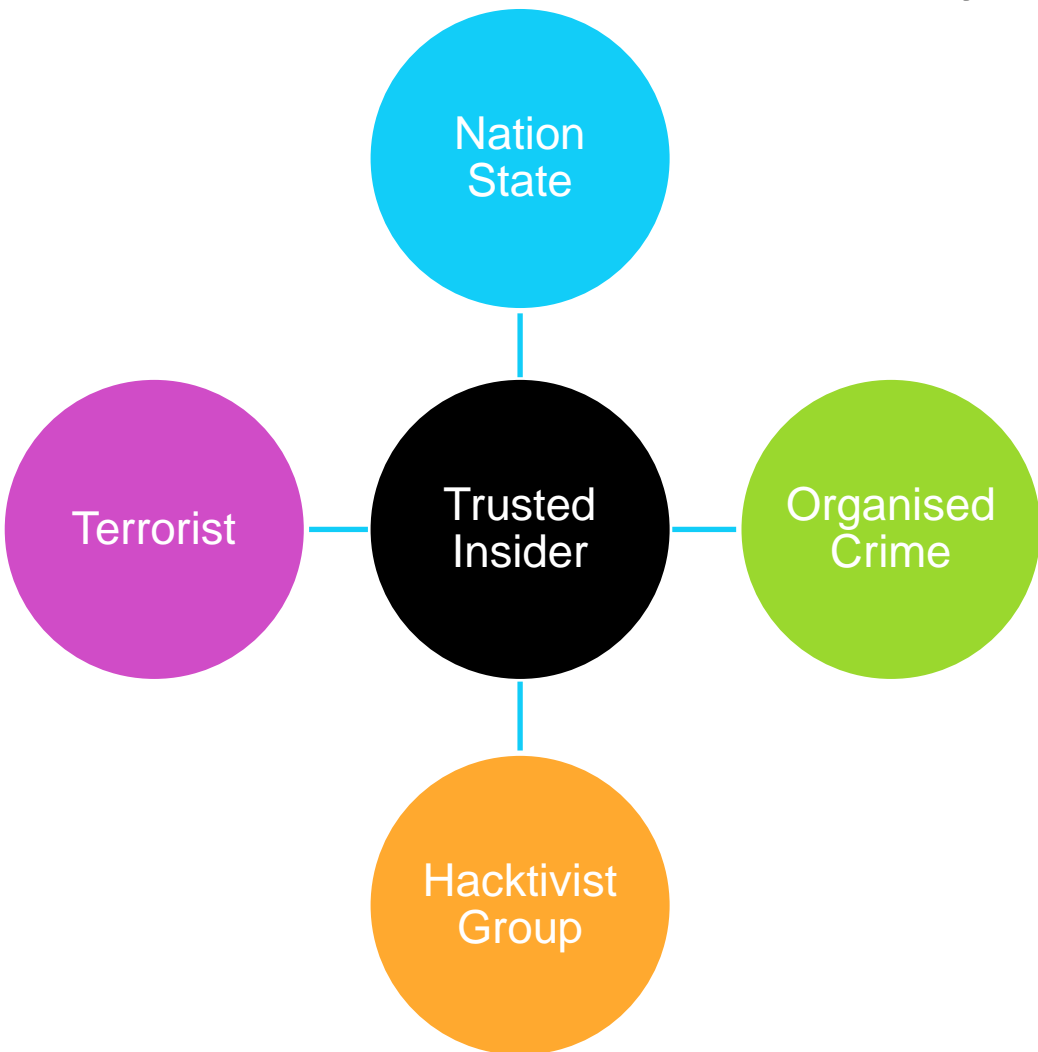 Nation
State
Terrorist
Trusted
Insider
Organised
Crime
Hacktivist
Group